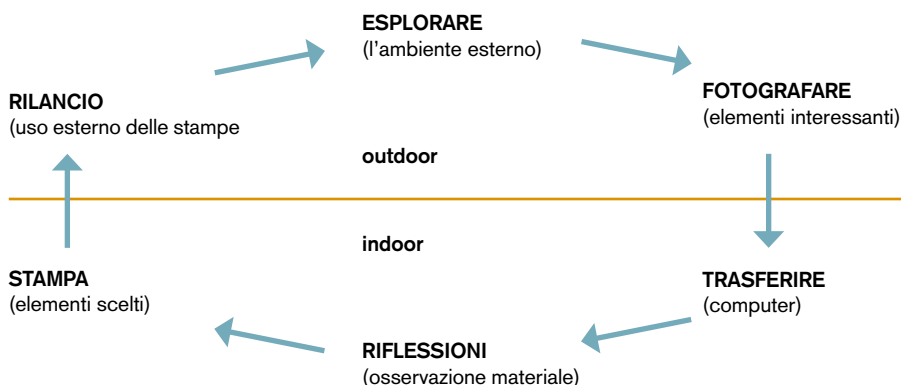 ESPLORARE
(l'ambiente esterno)
FOTOGRAFARE
(elementi interessanti)
RILANCIO
(uso esterno delle stampe
outdoor
indoor
STAMPA
(elementi scelti)
TRASFERIRE
(computer)
RIFLESSIONI
(osservazione materiale)